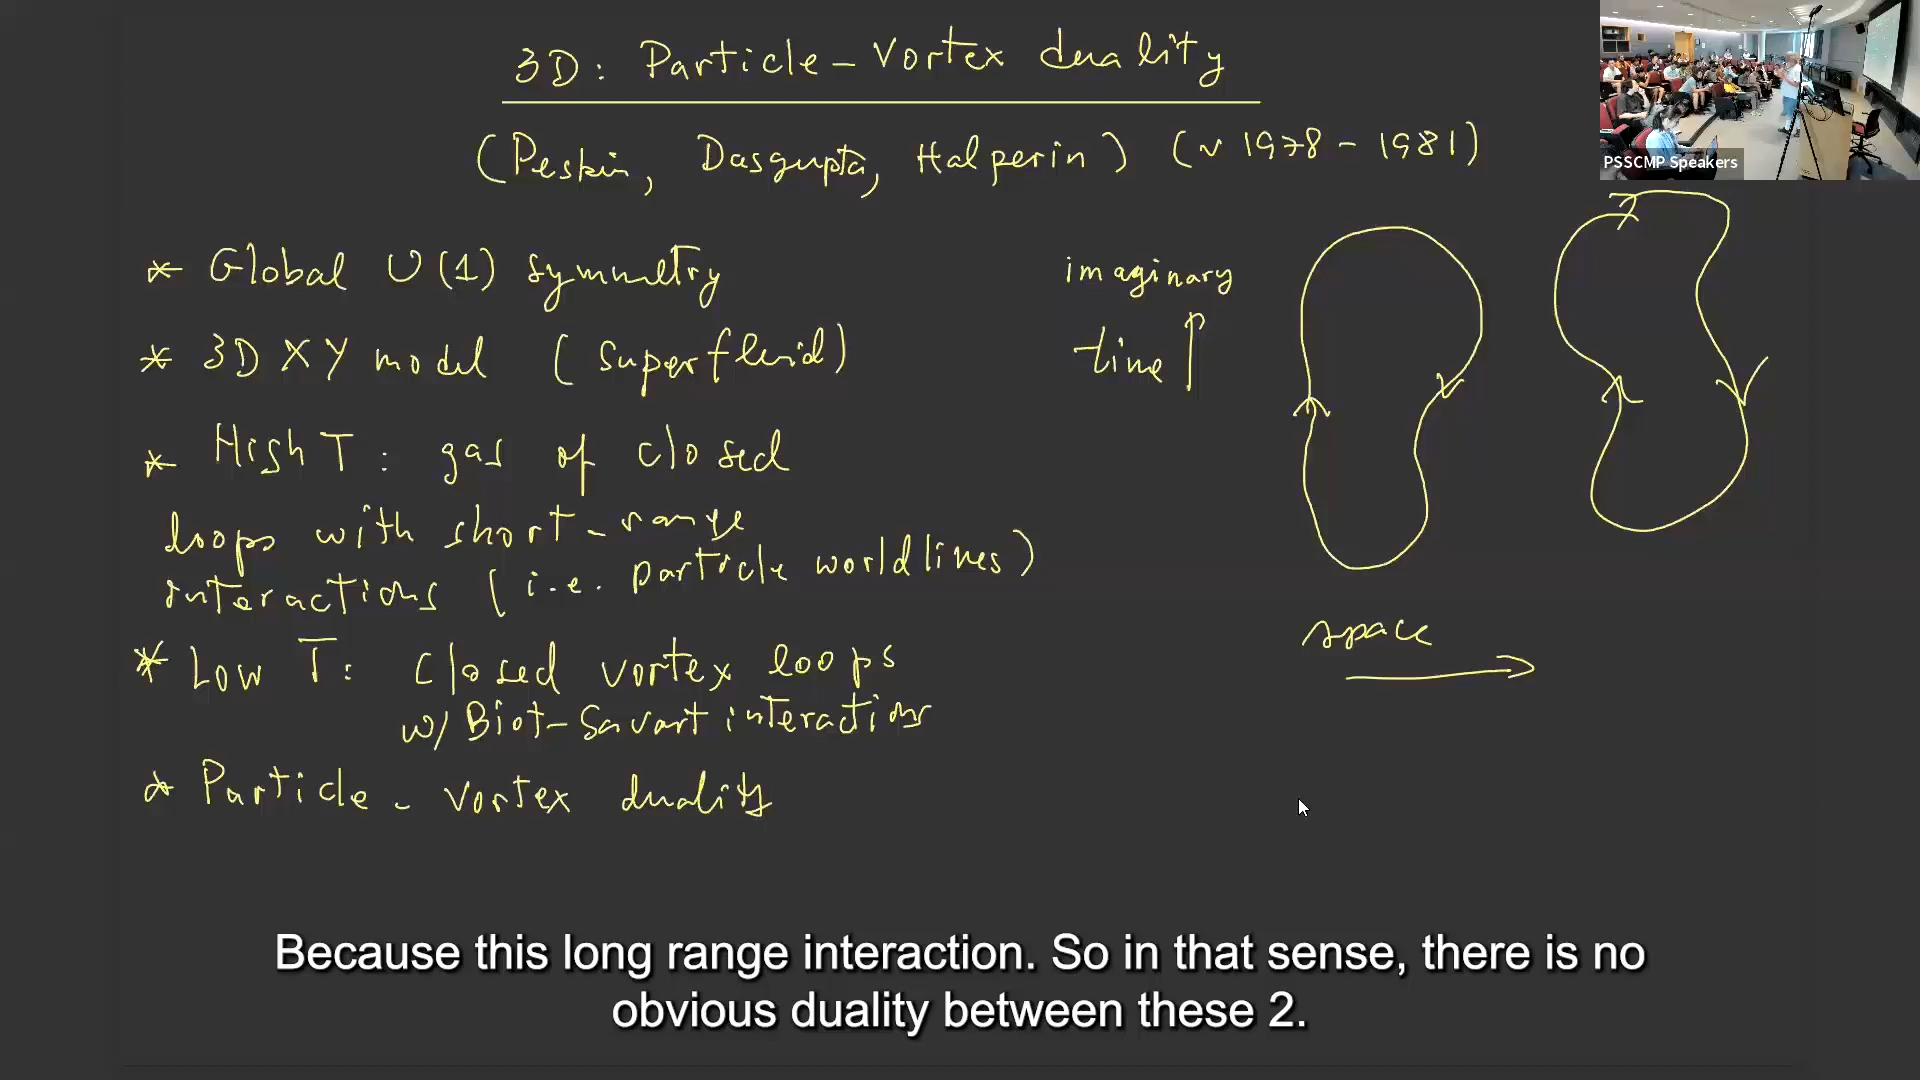 3D: Particle - Vortex duality
(Peskin, Dasgupta, Halperin) (~ 1978 - 1981)
PSSCMP Speakers
* Global U(1) symmetry
* 3D XY model (superfluid)
* High T: gas of closed
loops with short-range
interactions (i.e. particle worldlines)
* Low T: closed vortex loops
w/ Biot-Savart interactions
* Particle - vortex duality
imaginary
time
space
Because this long range interaction. So in that sense, there is no
obvious duality between these 2.